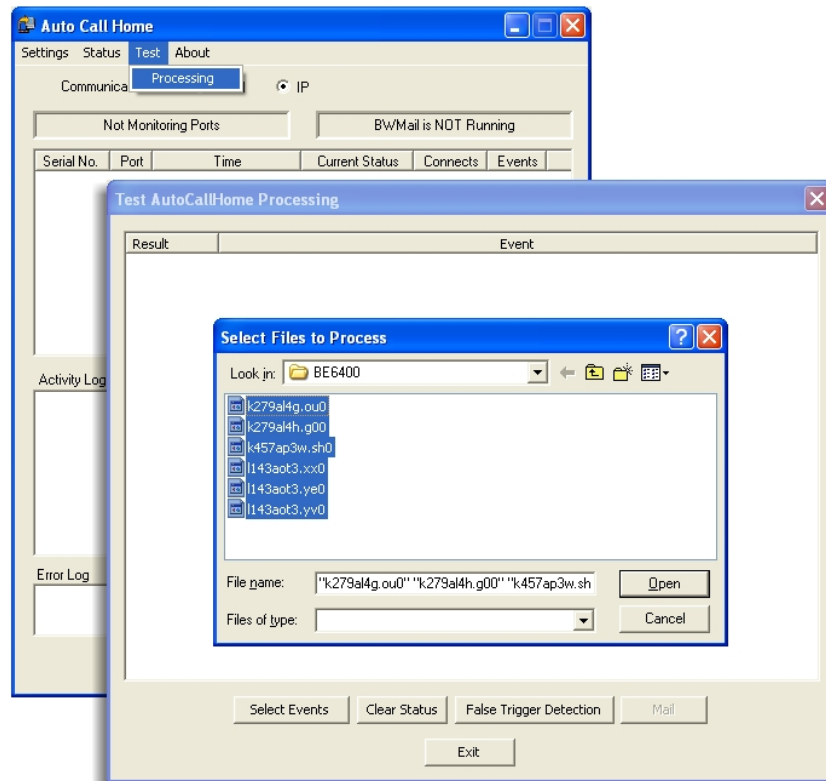 Auto Call Home
Settings Status Test About
Processing
Communica IP
Not Monitoring Ports BWMail is NOT Running
Serial No. Port Time Current Status Connects Events
Test AutoCallHome Processing
Result Event
Select Files to Process
Look in: BE6400
k279al4g.ou0
k279al4h.g00
k457ap3w.sh0
l143aot3.xx0
l143aot3.ye0
l143aot3.yv0
Activity Log
File name: "k279al4g.ou0" "k279al4h.g00" "k457ap3w.sh Open
Files of type: Cancel
Error Log
Select Events Clear Status False Trigger Detection Mail
Exit